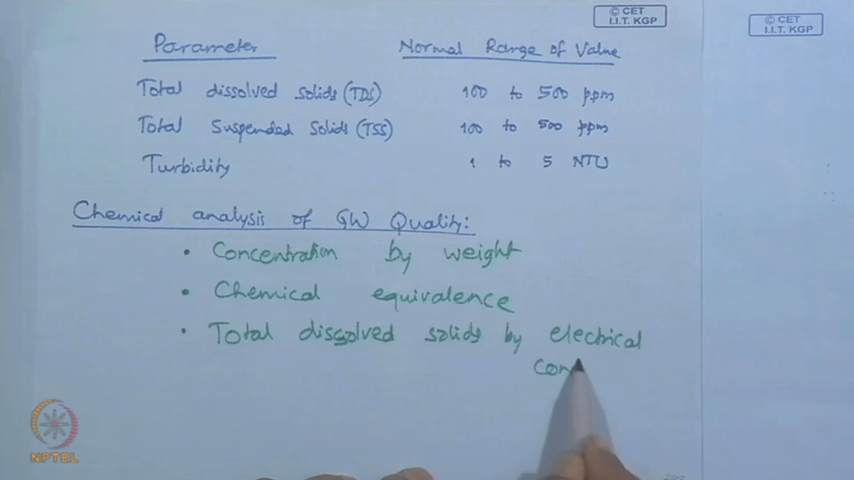 © CET
I.I.T. KGP
© CET
I.I.T. KGP
Parameter Normal Range of Value
Total dissolved solids (TDS) 100 to 500 ppm
Total Suspended Solids (TSS) 100 to 500 ppm
Turbidity 1 to 5 NTU
Chemical analysis of GW Quality:
• Concentration by weight
• Chemical equivalence
• Total dissolved solids by electrical
con
NPTEL